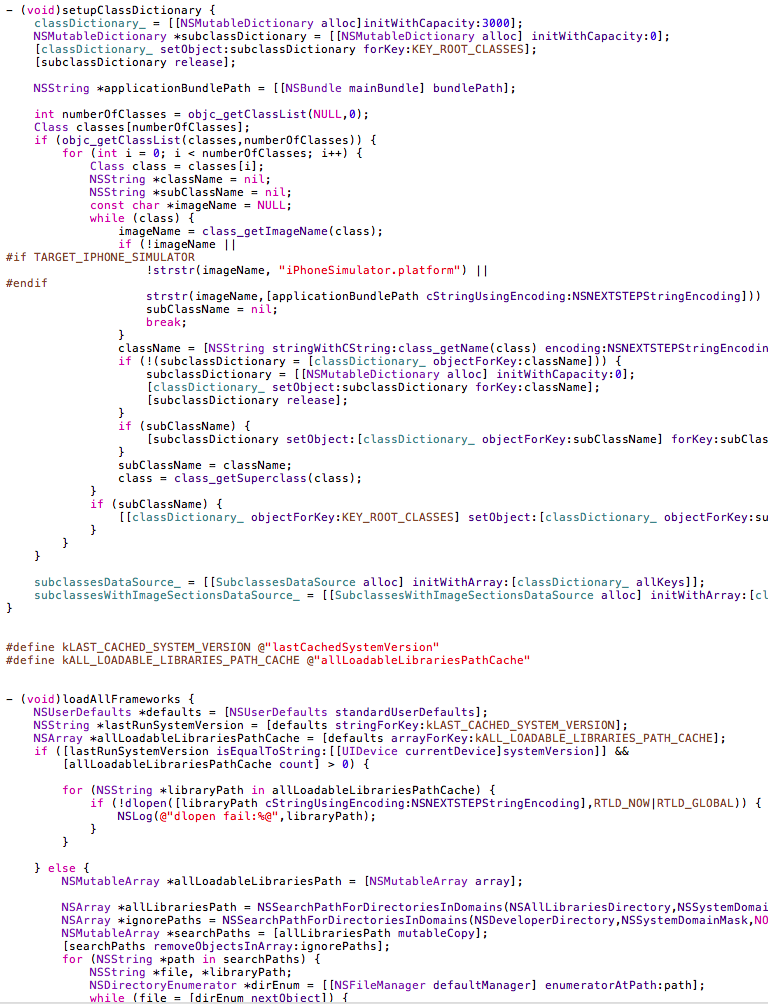 - (void)setupClassDictionary {
    classDictionary_ = [[NSMutableDictionary alloc]initWithCapacity:3000];
    NSMutableDictionary *subclassDictionary = [[NSMutableDictionary alloc] initWithCapacity:0];
    [classDictionary_ setObject:subclassDictionary forKey:KEY_ROOT_CLASSES];
    [subclassDictionary release];

    NSString *applicationBundlePath = [[NSBundle mainBundle] bundlePath];

    int numberOfClasses = objc_getClassList(NULL,0);
    Class classes[numberOfClasses];
    if (objc_getClassList(classes,numberOfClasses)) {
        for (int i = 0; i < numberOfClasses; i++) {
            Class class = classes[i];
            NSString *className = nil;
            NSString *subClassName = nil;
            const char *imageName = NULL;
            while (class) {
                imageName = class_getImageName(class);
                if (!imageName ||
#if TARGET_IPHONE_SIMULATOR
                    !strstr(imageName, "iPhoneSimulator.platform") ||
#endif
                    strstr(imageName,[applicationBundlePath cStringUsingEncoding:NSNEXTSTEPStringEncoding]))
                    subClassName = nil;
                    break;
                }
                className = [NSString stringWithCString:class_getName(class) encoding:NSNEXTSTEPStringEncodin
                if (!(subclassDictionary = [classDictionary_ objectForKey:className])) {
                    subclassDictionary = [[NSMutableDictionary alloc] initWithCapacity:0];
                    [classDictionary_ setObject:subclassDictionary forKey:className];
                    [subclassDictionary release];
                }
                if (subClassName) {
                    [subclassDictionary setObject:[classDictionary_ objectForKey:subClassName] forKey:subClas
                }
                subClassName = className;
                class = class_getSuperclass(class);
            }
            if (subClassName) {
                [[classDictionary_ objectForKey:KEY_ROOT_CLASSES] setObject:[classDictionary_ objectForKey:su
            }
        }
    }

    subclassesDataSource_ = [[SubclassesDataSource alloc] initWithArray:[classDictionary_ allKeys]];
    subclassesWithImageSectionsDataSource_ = [[SubclassesWithImageSectionsDataSource alloc] initWithArray:[cl
}

#define kLAST_CACHED_SYSTEM_VERSION @"lastCachedSystemVersion"
#define kALL_LOADABLE_LIBRARIES_PATH_CACHE @"allLoadableLibrariesPathCache"

- (void)loadAllFrameworks {
    NSUserDefaults *defaults = [NSUserDefaults standardUserDefaults];
    NSString *lastRunSystemVersion = [defaults stringForKey:kLAST_CACHED_SYSTEM_VERSION];
    NSArray *allLoadableLibrariesPathCache = [defaults arrayForKey:kALL_LOADABLE_LIBRARIES_PATH_CACHE];
    if ([lastRunSystemVersion isEqualToString:[[UIDevice currentDevice]systemVersion]] &&
        [allLoadableLibrariesPathCache count] > 0) {

        for (NSString *libraryPath in allLoadableLibrariesPathCache) {
            if (!dlopen([libraryPath cStringUsingEncoding:NSNEXTSTEPStringEncoding],RTLD_NOW|RTLD_GLOBAL)) {
                NSLog(@"dlopen fail:%@",libraryPath);
            }
        }

    } else {
        NSMutableArray *allLoadableLibrariesPath = [NSMutableArray array];

        NSArray *allLibrariesPath = NSSearchPathForDirectoriesInDomains(NSAllLibrariesDirectory,NSSystemDomai
        NSArray *ignorePaths = NSSearchPathForDirectoriesInDomains(NSDeveloperDirectory,NSSystemDomainMask,NO
        NSMutableArray *searchPaths = [allLibrariesPath mutableCopy];
        [searchPaths removeObjectsInArray:ignorePaths];
        for (NSString *path in searchPaths) {
            NSString *file, *libraryPath;
            NSDirectoryEnumerator *dirEnum = [[NSFileManager defaultManager] enumeratorAtPath:path];
            while (file = [dirEnum nextObject]) {